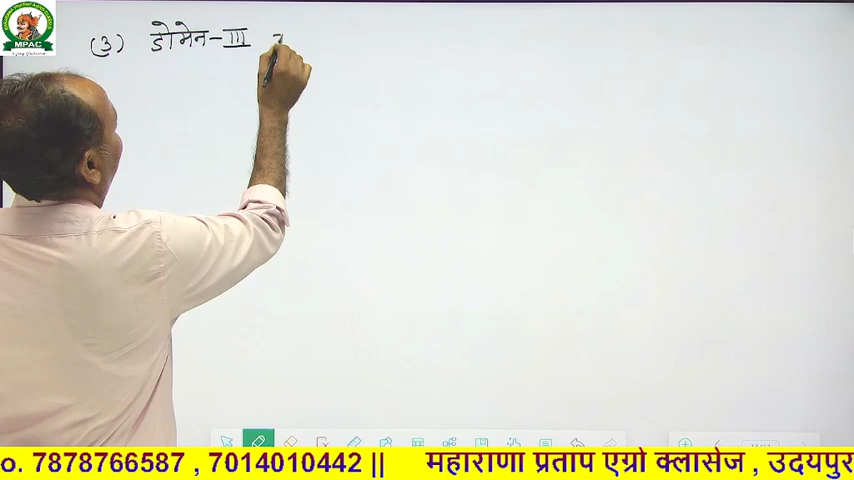 (3) डोमेन-III
MPAC
o. 7878766587 , 7014010442 || महाराणा प्रताप एग्रो क्लासेज , उदयपुर